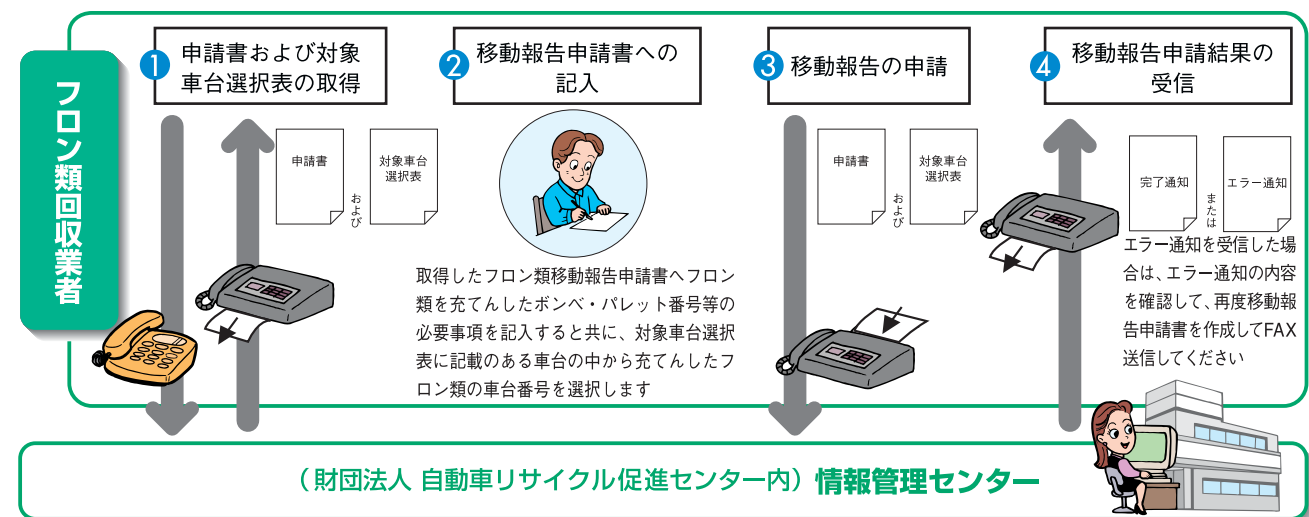 フロン類回収業者
1 申請書および対象
車台選択表の取得
申請書
および
対象車台
選択表
2 移動報告申請書への
記入
取得したフロン類移動報告申請書へフロン
類を充てんしたボンベ・パレット番号等の
必要事項を記入すると共に、対象車台選択
表に記載のある車台の中から充てんしたフ
ロン類の車台番号を選択します
3 移動報告の申請
申請書
および
対象車台
選択表
4 移動報告申請結果の
受信
完了通知
または
エラー通知
エラー通知を受信した場
合は、エラー通知の内容
を確認して、再度移動報
告申請書を作成してFAX
送信してください
（財団法人 自動車リサイクル促進センター内）情報管理センター